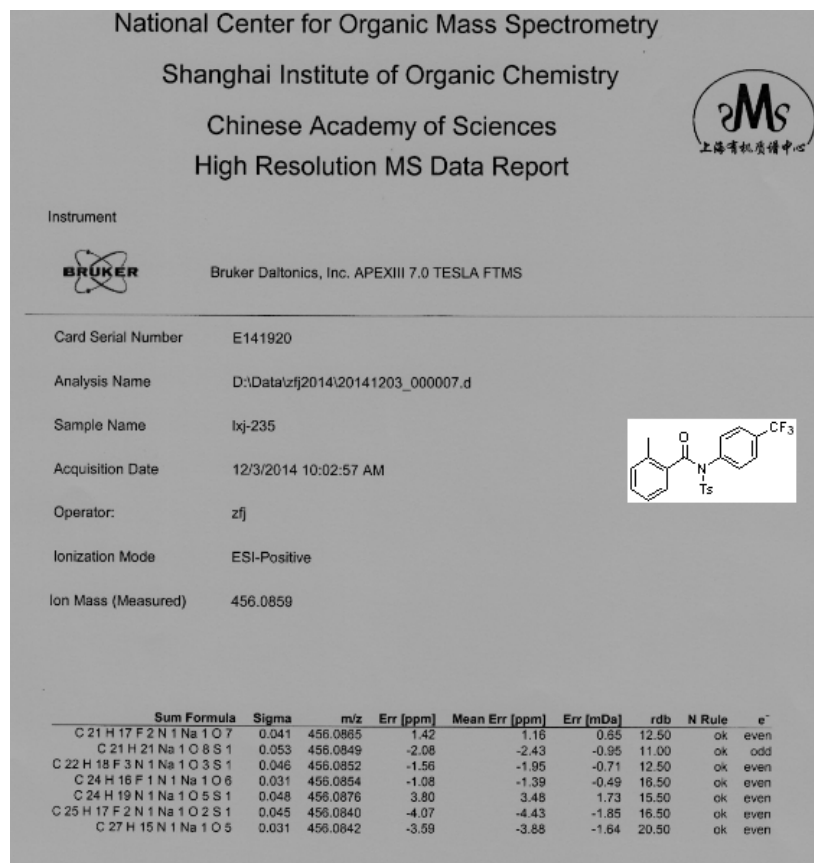 National Center for Organic Mass Spectrometry
Shanghai Institute of Organic Chemistry
Chinese Academy of Sciences
High Resolution MS Data Report
MS
上海有机质谱中心
Instrument
BRUKER
Bruker Daltonics, Inc. APEXIII 7.0 TESLA FTMS
Card Serial Number E141920
Analysis Name D:\Data\zfj2014\20141203_000007.d
Sample Name lxj-235
Acquisition Date 12/3/2014 10:02:57 AM
Operator: zfj
Ionization Mode ESI-Positive
Ion Mass (Measured) 456.0859
CF3
O
N
Ts
Sum Formula Sigma m/z Err [ppm] Mean Err [ppm] Err [mDa] rdb N Rule e⁻
C 21 H 17 F 2 N 1 Na 1 O 7 0.041 456.0865 1.42 1.16 0.65 12.50 ok even
C 21 H 21 Na 1 O 8 S 1 0.053 456.0849 -2.08 -2.43 -0.95 11.00 ok odd
C 22 H 18 F 3 N 1 Na 1 O 3 S 1 0.046 456.0852 -1.56 -1.95 -0.71 12.50 ok even
C 24 H 16 F 1 N 1 Na 1 O 6 0.031 456.0854 -1.08 -1.39 -0.49 16.50 ok even
C 24 H 19 N 1 Na 1 O 5 S 1 0.048 456.0876 3.80 3.48 1.73 15.50 ok even
C 25 H 17 F 2 N 1 Na 1 O 2 S 1 0.045 456.0840 -4.07 -4.43 -1.85 16.50 ok even
C 27 H 15 N 1 Na 1 O 5 0.031 456.0842 -3.59 -3.88 -1.64 20.50 ok even